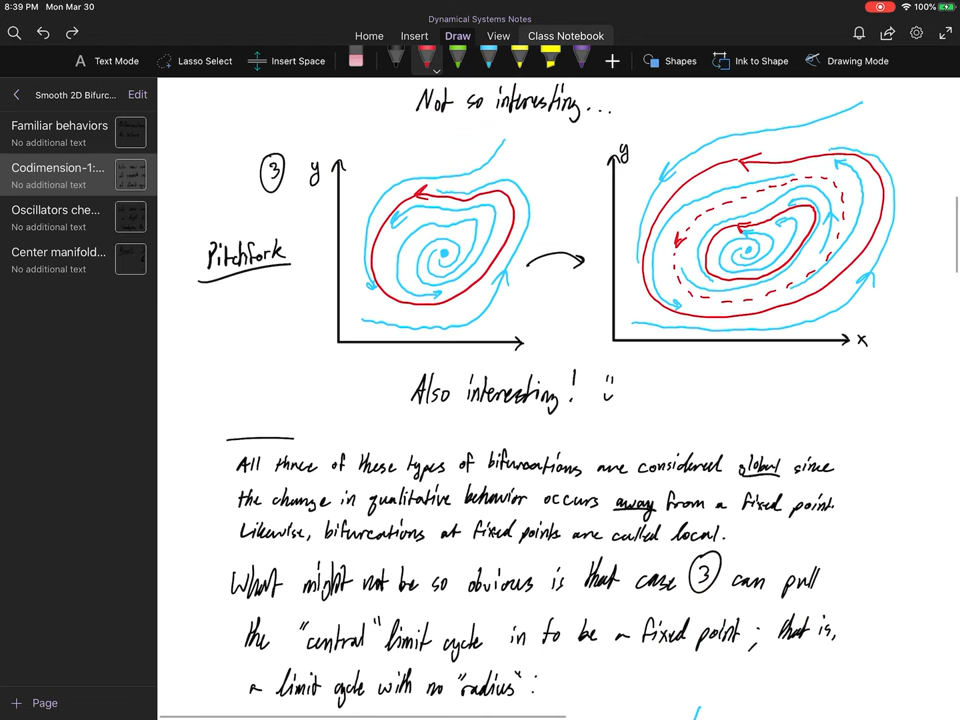 8:39 PM Mon Mar 30
100%
Dynamical Systems Notes
Home Insert Draw View Class Notebook
A Text Mode Lasso Select Insert Space Shapes Ink to Shape Drawing Mode
Smooth 2D Bifurc... Edit
Familiar behaviors
No additional text
Codimension-1:...
No additional text
Oscillators che...
No additional text
Center manifold...
No additional text
Page
Not so interesting...
3 y y
Pitchfork
x
Also interesting! :)
All three of these types of bifurcations are considered global since
the change in qualitative behavior occurs away from a fixed point.
Likewise, bifurcations at fixed points are called local.
What might not be so obvious is that case 3 can pull
the "central" limit cycle in to be a fixed point; that is,
a limit cycle with no "radius":